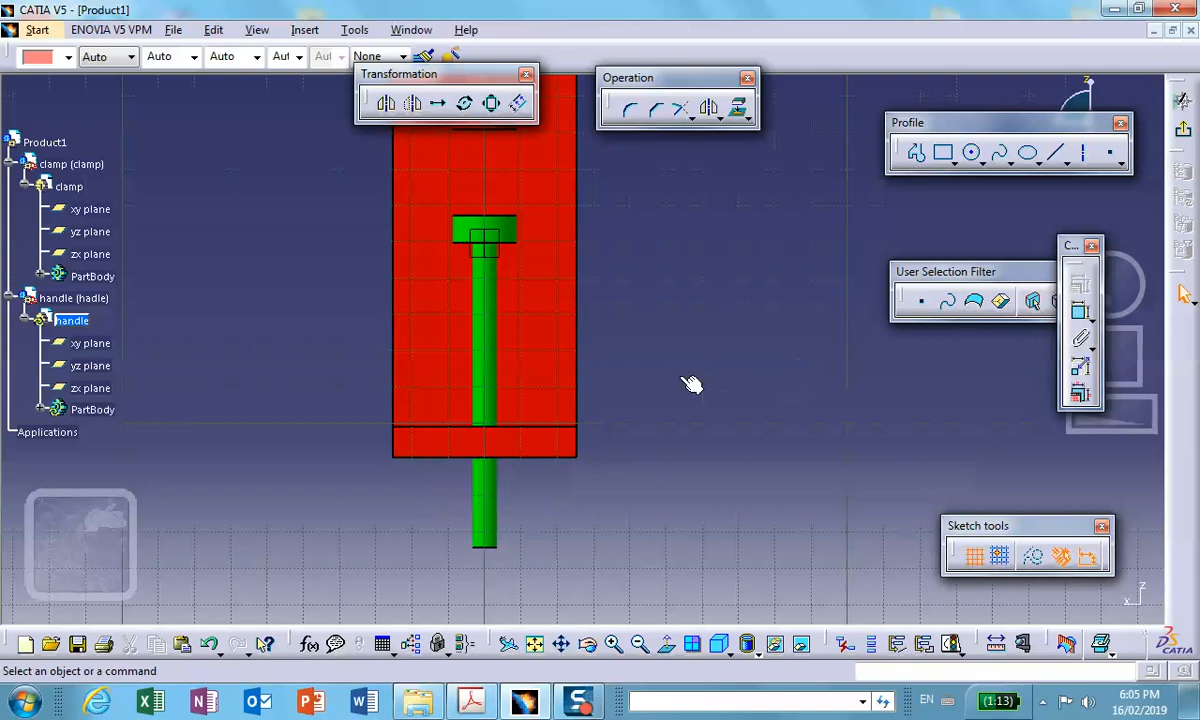 CATIA V5 - [Product1]
Start ENOVIA V5 VPM File Edit View Insert Tools Window Help
Auto Auto Auto Aut Aut None
Transformation
Operation
Profile
z
Product1
clamp (clamp)
clamp
xy plane
yz plane
zx plane
PartBody
handle (hadle)
handle
xy plane
yz plane
zx plane
PartBody
Applications
C...
User Selection Filter
Sketch tools
z
x
f(x)
CATIA
Select an object or a command
EN (1:13) 6:05 PM
16/02/2019